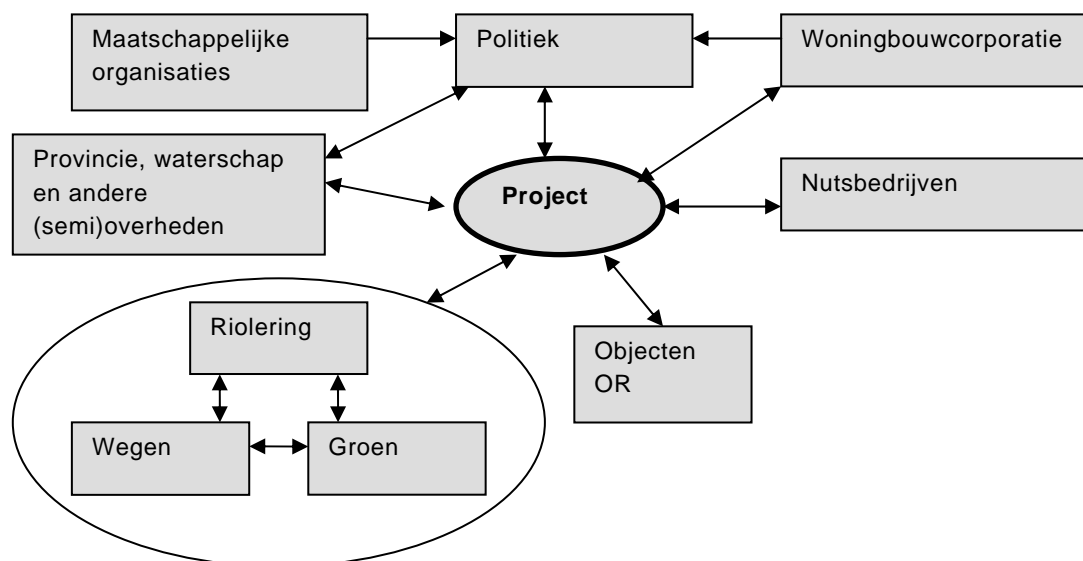 Maatschappelijke
organisaties
Politiek
Woningbouwcorporatie
Provincie, waterschap
en andere
(semi)overheden
Project
Nutsbedrijven
Riolering
Objecten
OR
Wegen
Groen